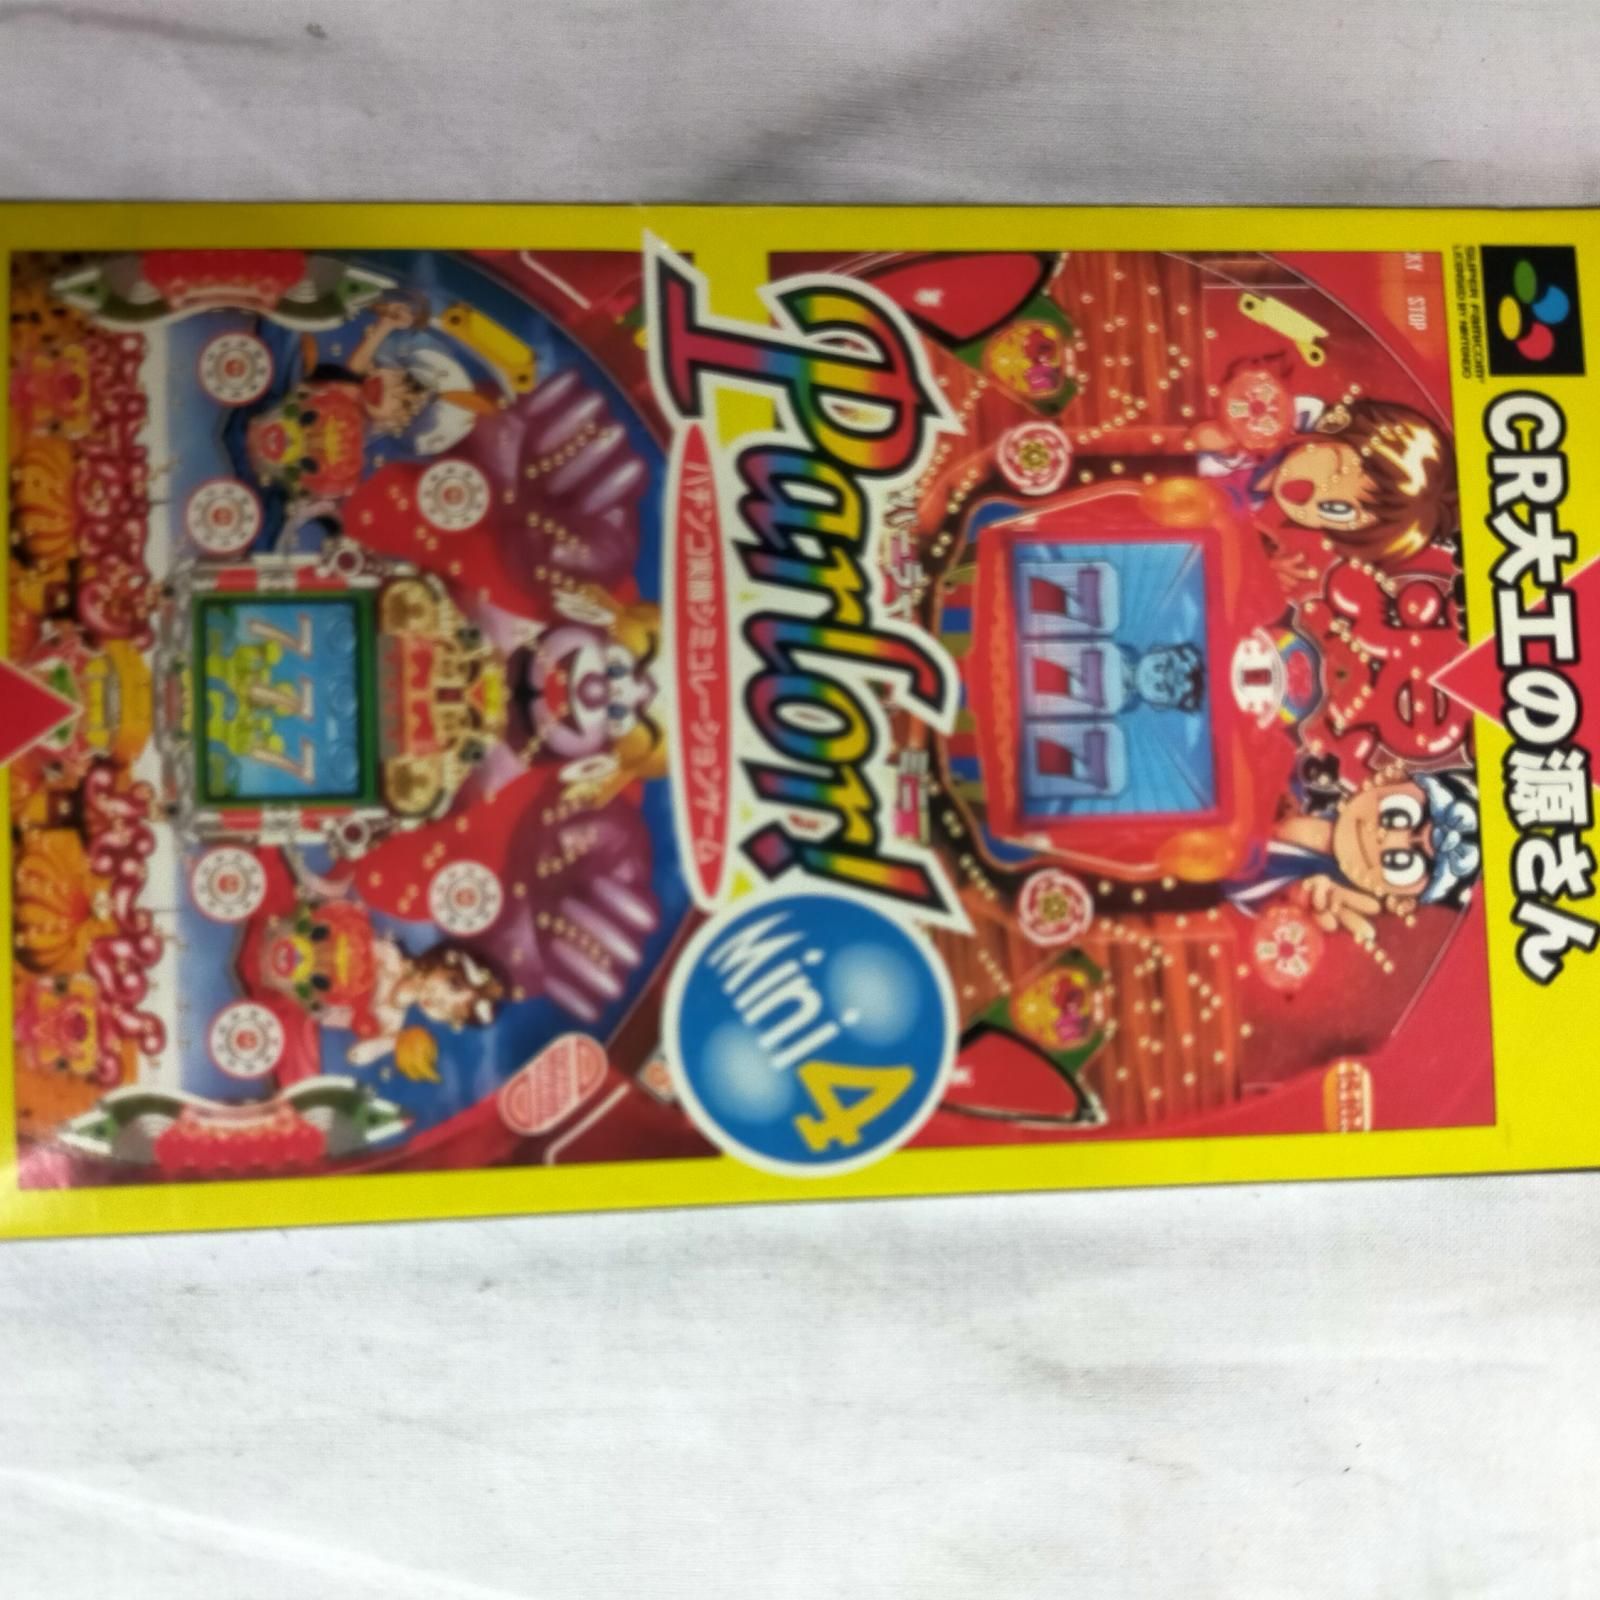 SUPER FAMICOM
LICENSED BY NINTENDO
CR大工の源さん
STOP
777
Parlor!
パーラー
ミニ
Mini
4
パチンコ実機シミュレーションゲーム
777